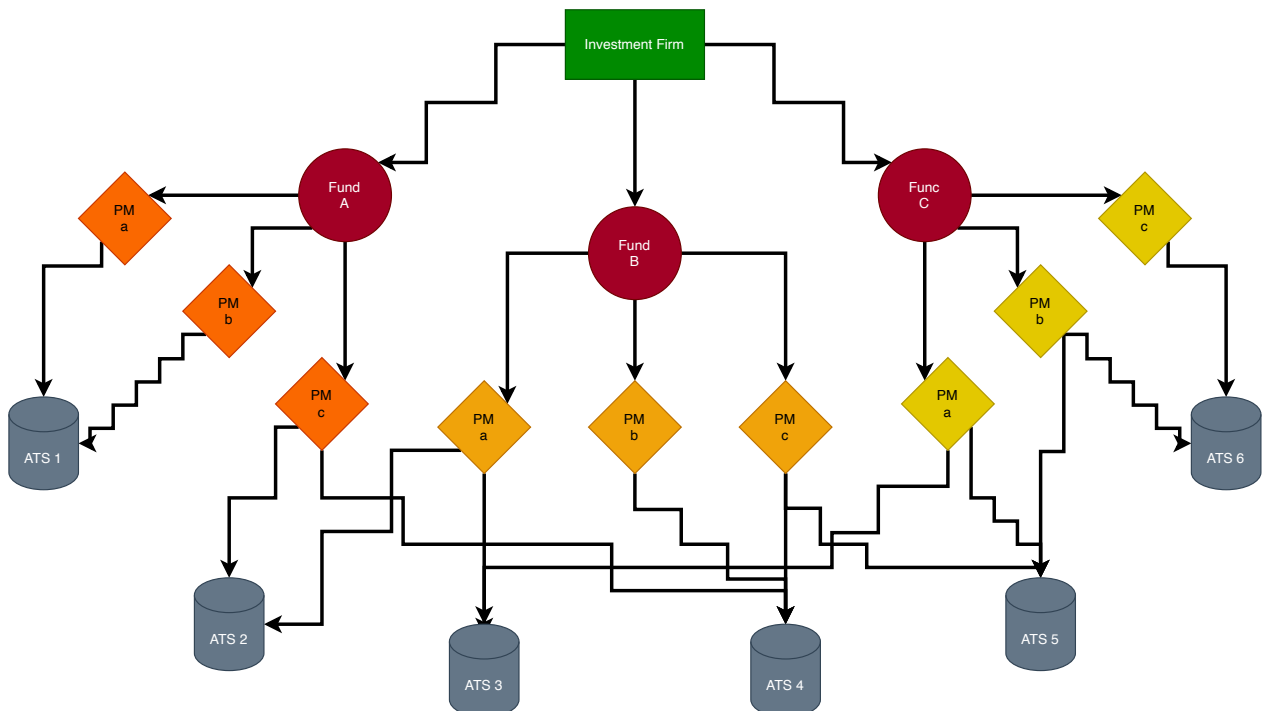 Investment Firm
Fund
A
Func
C
PM
a
PM
c
Fund
B
PM
b
PM
b
PM
c
PM
a
PM
a
PM
b
PM
c
ATS 1
ATS 6
ATS 2
ATS 5
ATS 3
ATS 4